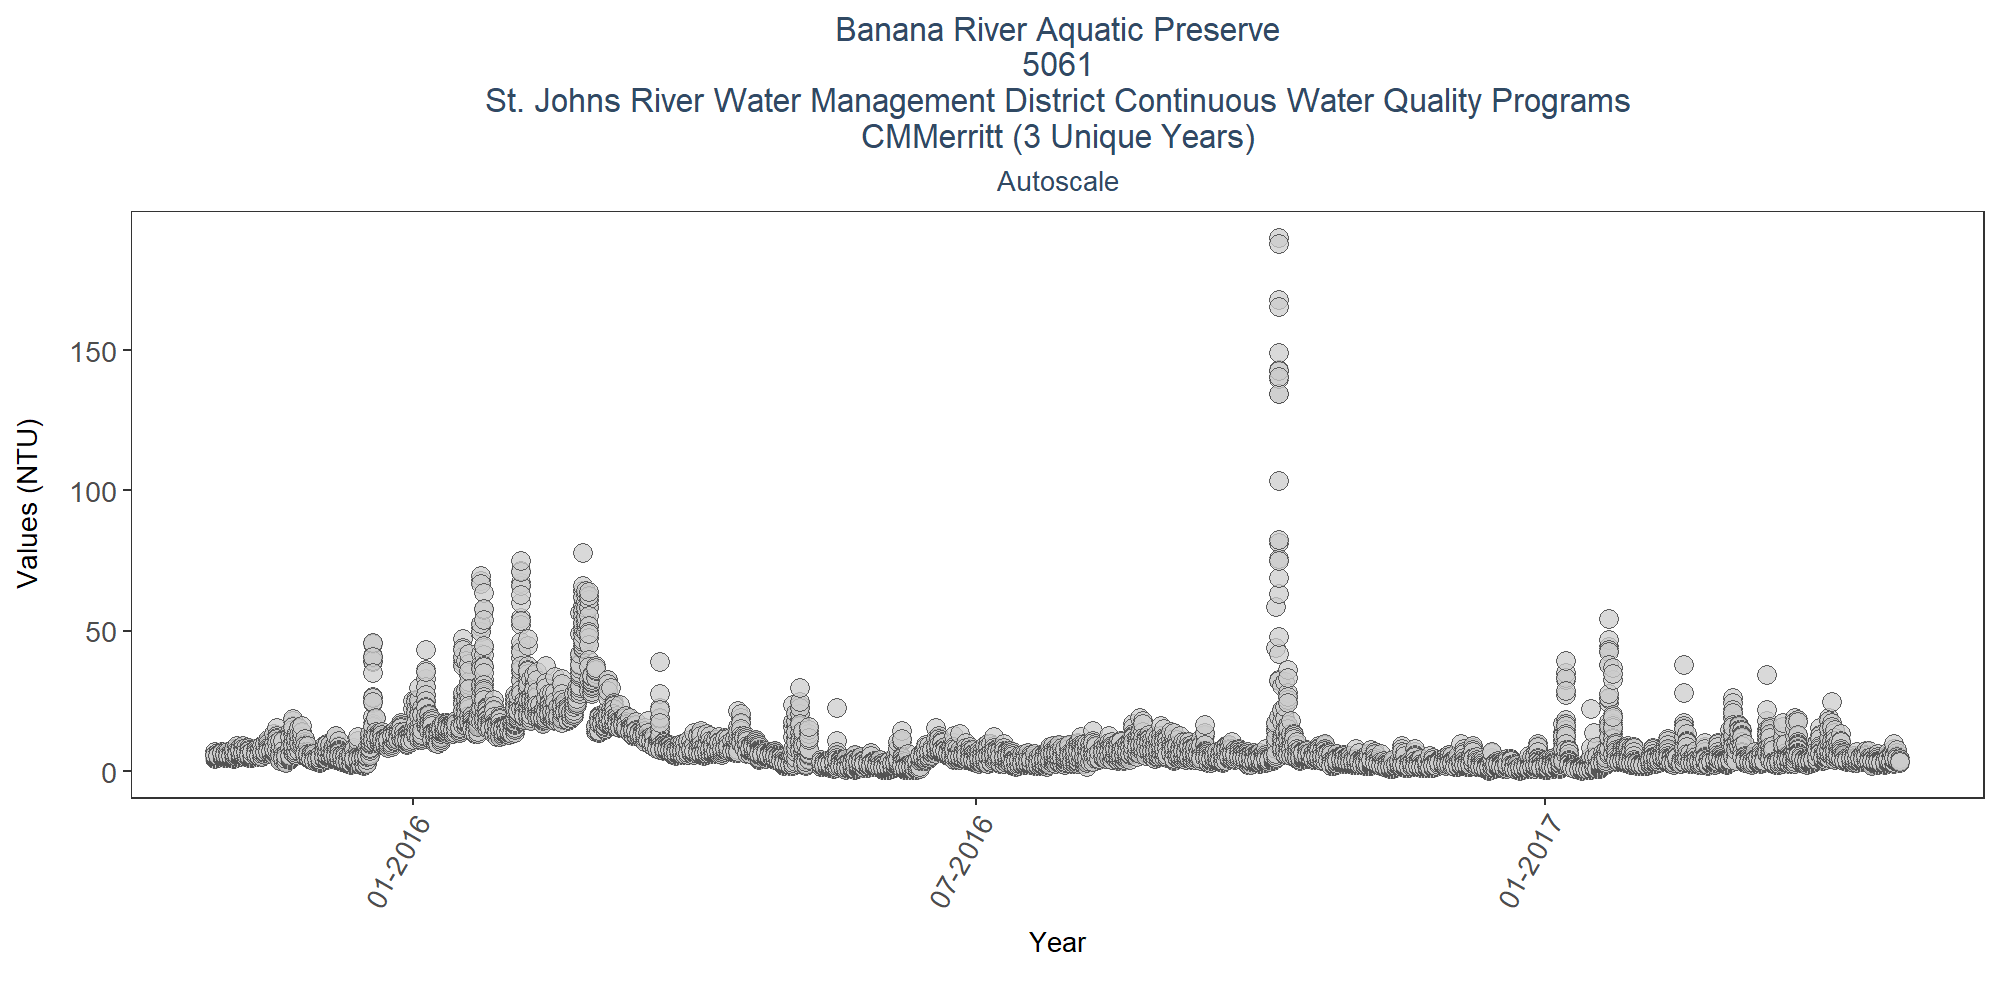 Banana River Aquatic Preserve
5061
St. Johns River Water Management District Continuous Water Quality Programs
CMMerritt (3 Unique Years)
Autoscale
Values (NTU)
150
100
50
0
01-2016
07-2016
01-2017
Year